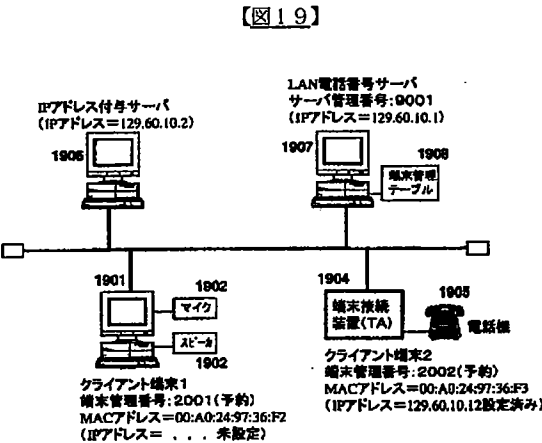 【図19】
LAN電話番号サーバ
サーバ管理番号:9001
(IPアドレス=129.60.10.1)
IPアドレス付与サーバ
(IPアドレス=129.60.10.2)
1906
1907
1908
端末管理
テーブル
1901
1902
マイク
スピーカ
1902
1904
端末接続
装置(TA)
1905
電話機
クライアント端末1
端末管理番号:2001(予約)
MACアドレス=00:A0:24:97:36:F2
(IPアドレス= . . . 未設定)
クライアント端末2
端末管理番号:2002(予約)
MACアドレス=00:A0:24:97:36:F3
(IPアドレス=129.60.10.12設定済み)